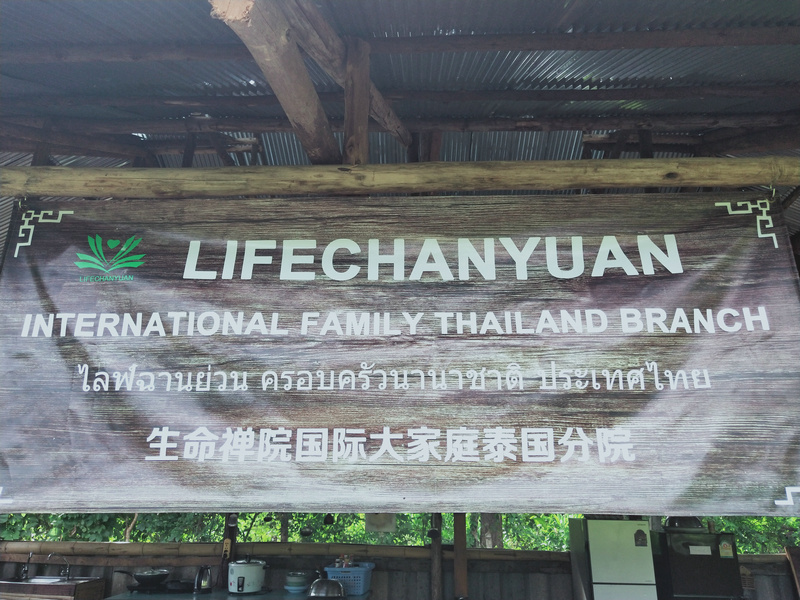 LIFECHANYUAN
LIFECHANYUAN
INTERNATIONAL FAMILY THAILAND BRANCH
ไลฟ์ฉานย่วน ครอบครัวนานาชาติ ประเทศไทย
生命禅院国际大家庭泰国分院